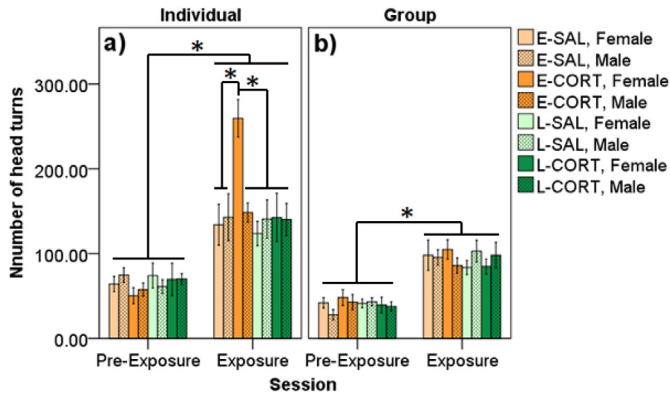 Individual
Group
a)
b)
*
*
*
*
Nnumber of head turns
300.00
200.00
100.00
0.00
Pre-Exposure
Exposure
Pre-Exposure
Exposure
Session
E-SAL, Female
E-SAL, Male
E-CORT, Female
E-CORT, Male
L-SAL, Female
L-SAL, Male
L-CORT, Female
L-CORT, Male